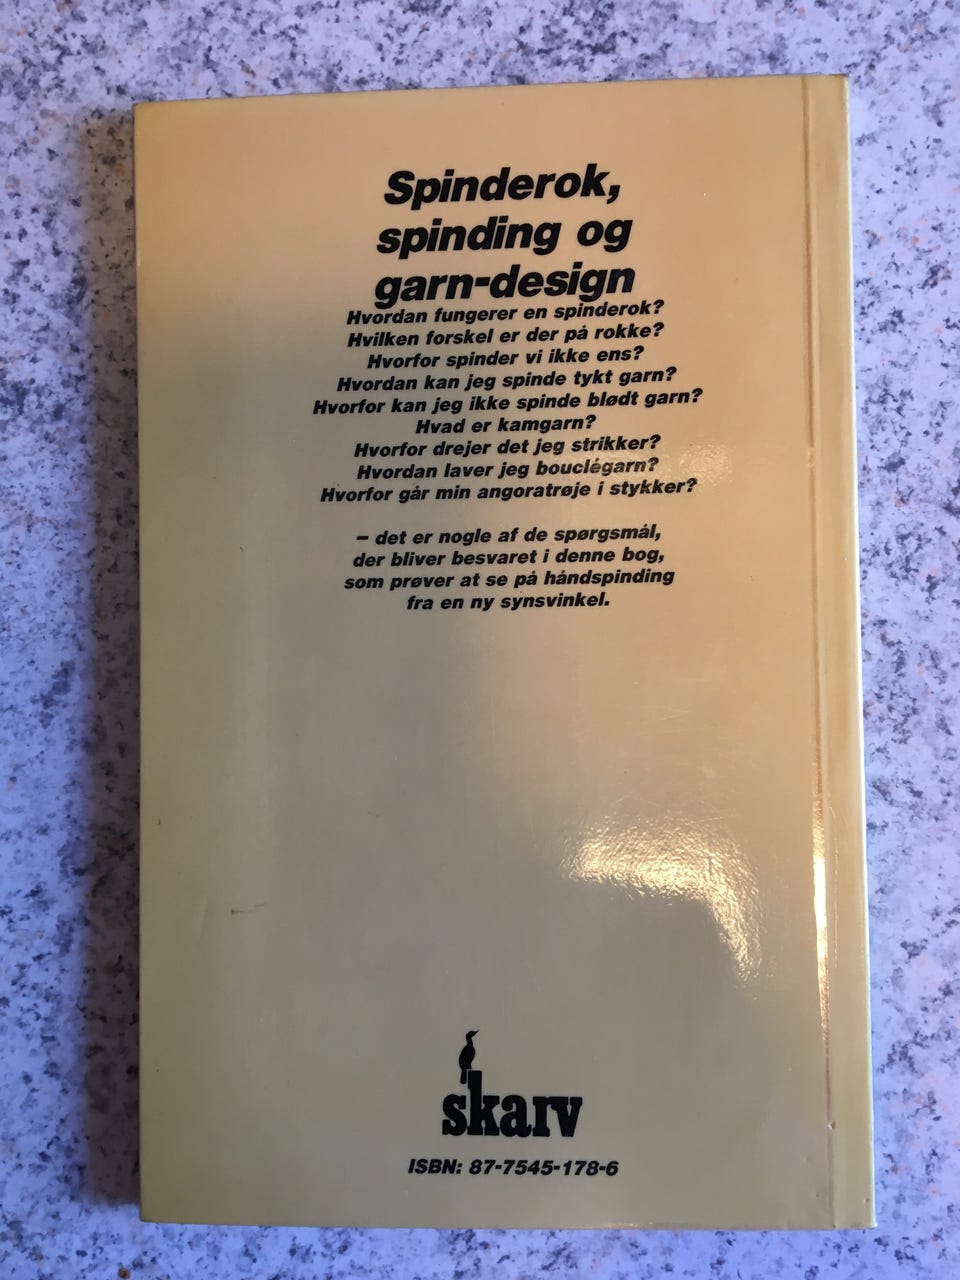 Spinderok,
spinding og
garn-design
Hvordan fungerer en spinderok?
Hvilken forskel er der på rokke?
Hvorfor spinder vi ikke ens?
Hvordan kan jeg spinde tykt garn?
Hvorfor kan jeg ikke spinde blødt garn?
Hvad er kamgarn?
Hvorfor drejer det jeg strikker?
Hvordan laver jeg bouclégarn?
Hvorfor går min angoratrøje i stykker?
– det er nogle af de spørgsmål,
der bliver besvaret i denne bog,
som prøver at se på håndspinding
fra en ny synsvinkel.
skarv
ISBN: 87-7545-178-6